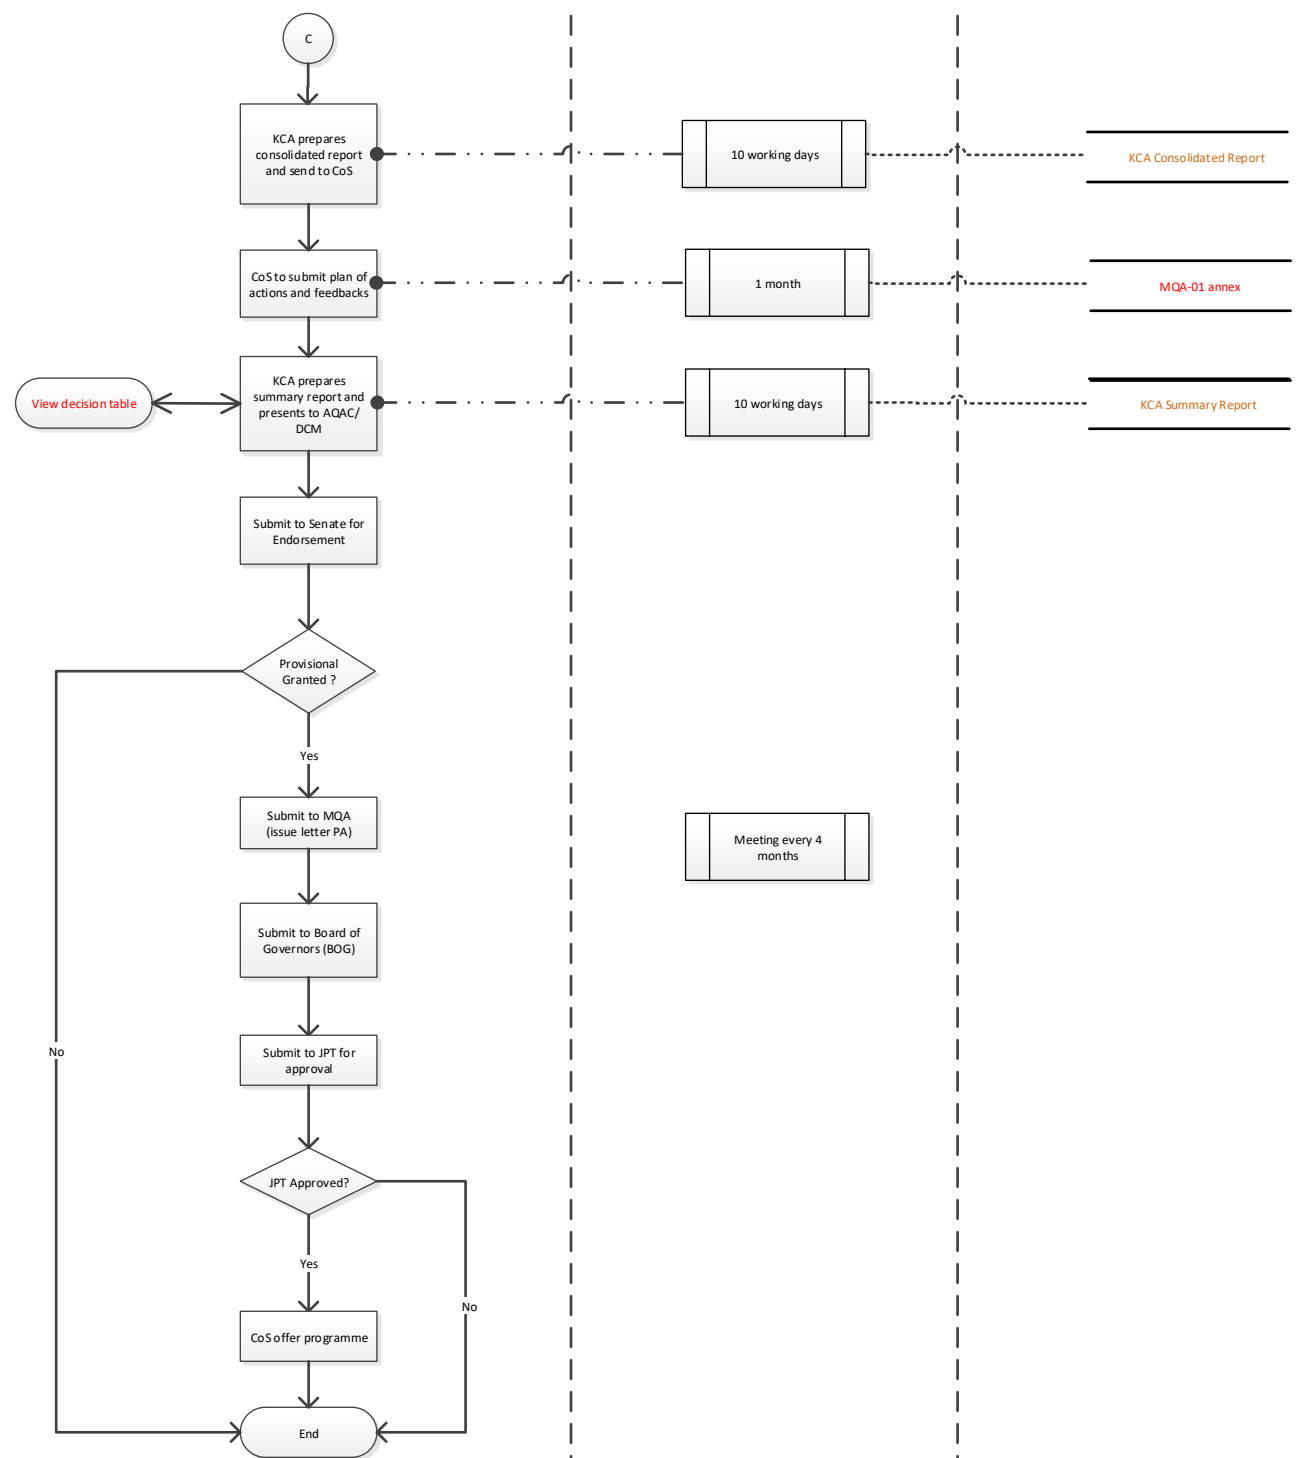 C
KCA prepares
consolidated report
and send to CoS
10 working days
KCA Consolidated Report
CoS to submit plan of
actions and feedbacks
1 month
MQA-01 annex
View decision table
KCA prepares
summary report and
presents to AQAC/
DCM
10 working days
KCA Summary Report
Submit to Senate for
Endorsement
Provisional
Granted ?
Yes
Submit to MQA
(issue letter PA)
Meeting every 4
months
Submit to Board of
Governors (BOG)
No
Submit to JPT for
approval
JPT Approved?
Yes
No
CoS offer programme
End